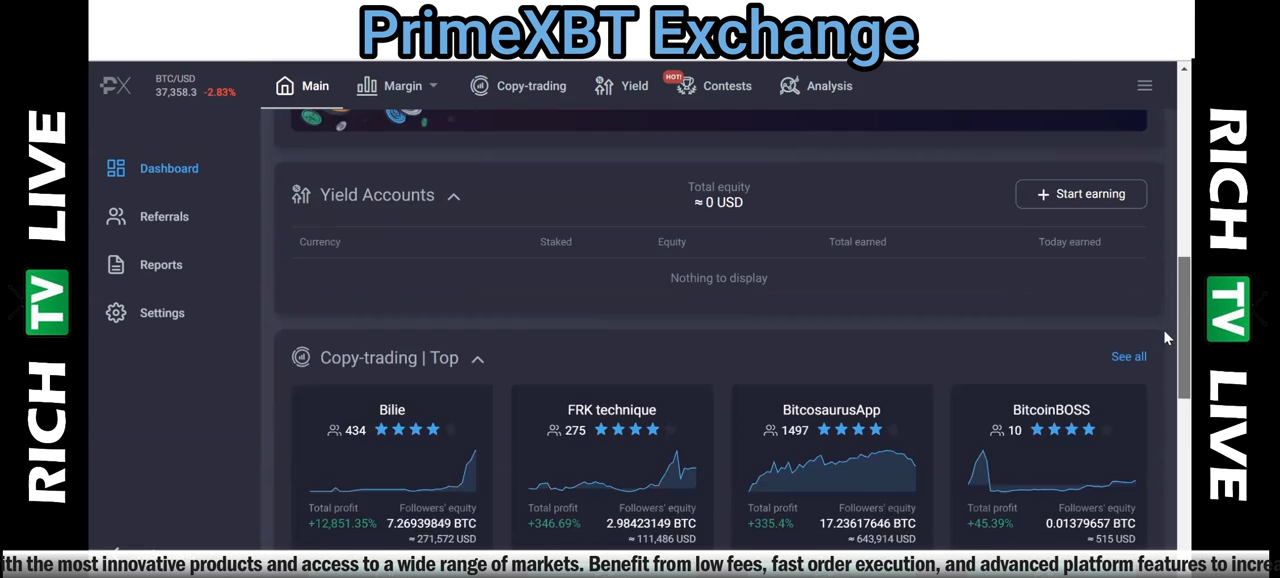 PrimeXBT Exchange
RICH TV LIVE
PX
BTC/USD
37,358.3 -2.83%
Main
Margin
Copy-trading
Yield
HOT!
Contests
Analysis
Dashboard
Referrals
Reports
Settings
Yield Accounts
Total equity
≈ 0 USD
+ Start earning
Currency Staked Equity Total earned Today earned
Nothing to display
Copy-trading | Top
See all
Bilie
434
Total profit Followers' equity
+12,851.35% 7.26939849 BTC
≈ 271,572 USD
FRK technique
275
Total profit Followers' equity
+346.69% 2.98423149 BTC
≈ 111,486 USD
BitcosaurusApp
1497
Total profit Followers' equity
+335.4% 17.23617646 BTC
≈ 643,914 USD
BitcoinBOSS
10
Total profit Followers' equity
+45.39% 0.01379657 BTC
≈ 515 USD
RICH TV LIVE
the most innovative products and access to a wide range of markets. Benefit from low fees, fast order execution, and advanced platform features to